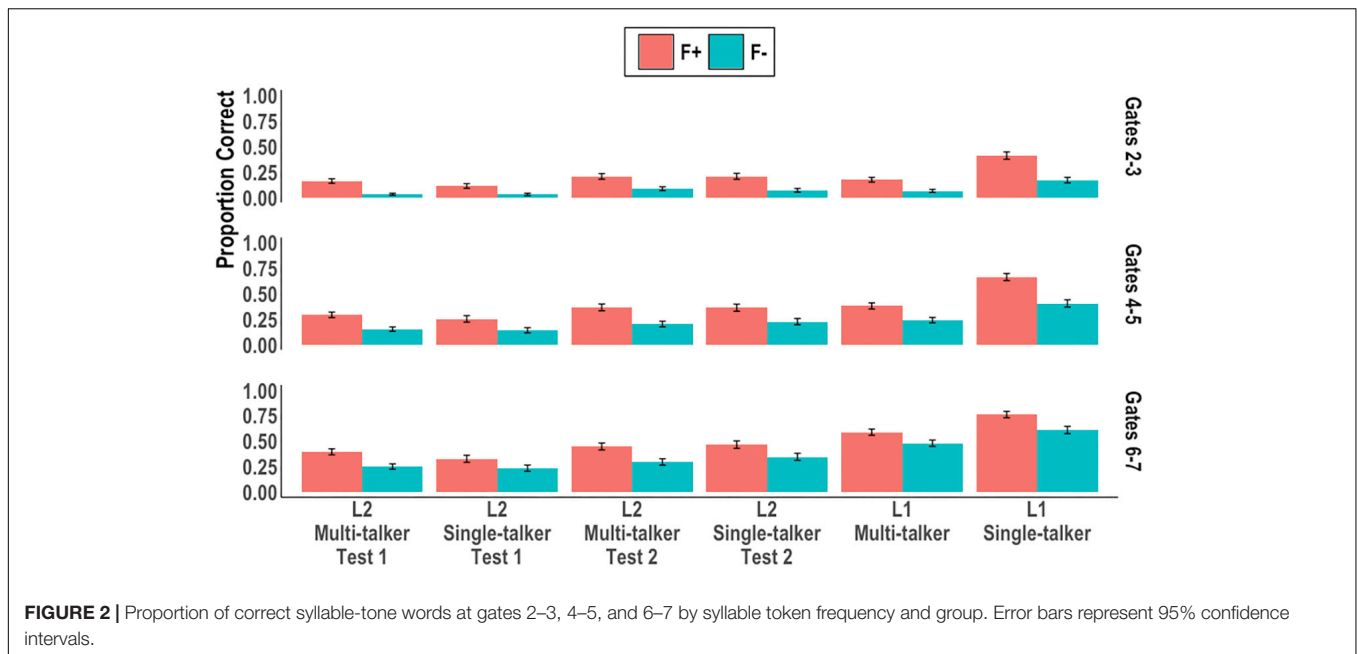 F+ F-
Proportion Correct
1.00
0.75
0.50
0.25
0.00
Gates 2-3
1.00
0.75
0.50
0.25
0.00
Gates 4-5
1.00
0.75
0.50
0.25
0.00
Gates 6-7
L2 L2 L2 L2 L1 L1
Multi-talker Single-talker Multi-talker Single-talker Multi-talker Single-talker
Test 1 Test 1 Test 2 Test 2
FIGURE 2 | Proportion of correct syllable-tone words at gates 2–3, 4–5, and 6–7 by syllable token frequency and group. Error bars represent 95% confidence
intervals.